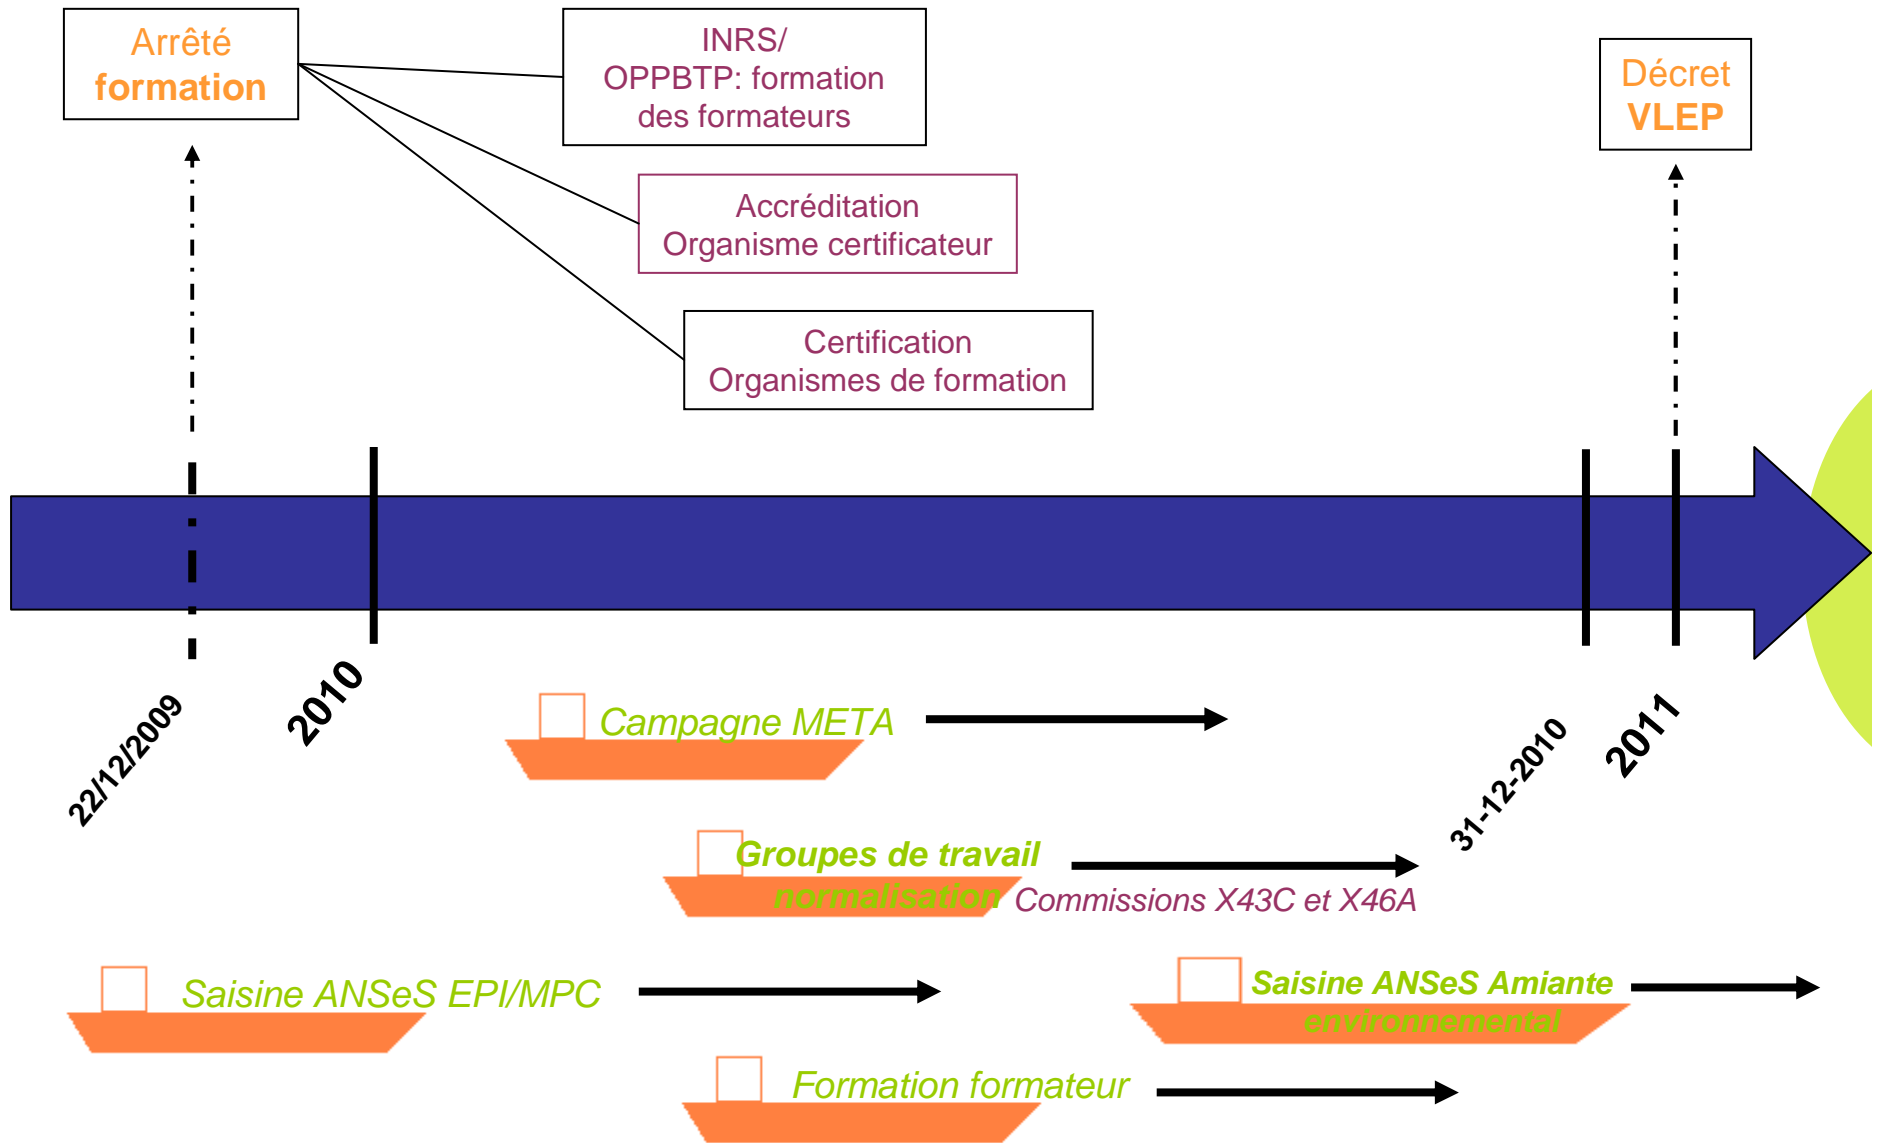 Arrêté
formation
INRS/
OPPBTP: formation
des formateurs
Décret
VLEP
Accréditation
Organisme certificateur
Certification
Organismes de formation
22/12/2009
2010
31-12-2010
2011
Campagne META
Groupes de travail
normalisation
Commissions X43C et X46A
Saisine ANSeS EPI/MPC
Saisine ANSeS Amiante
environnemental
Formation formateur